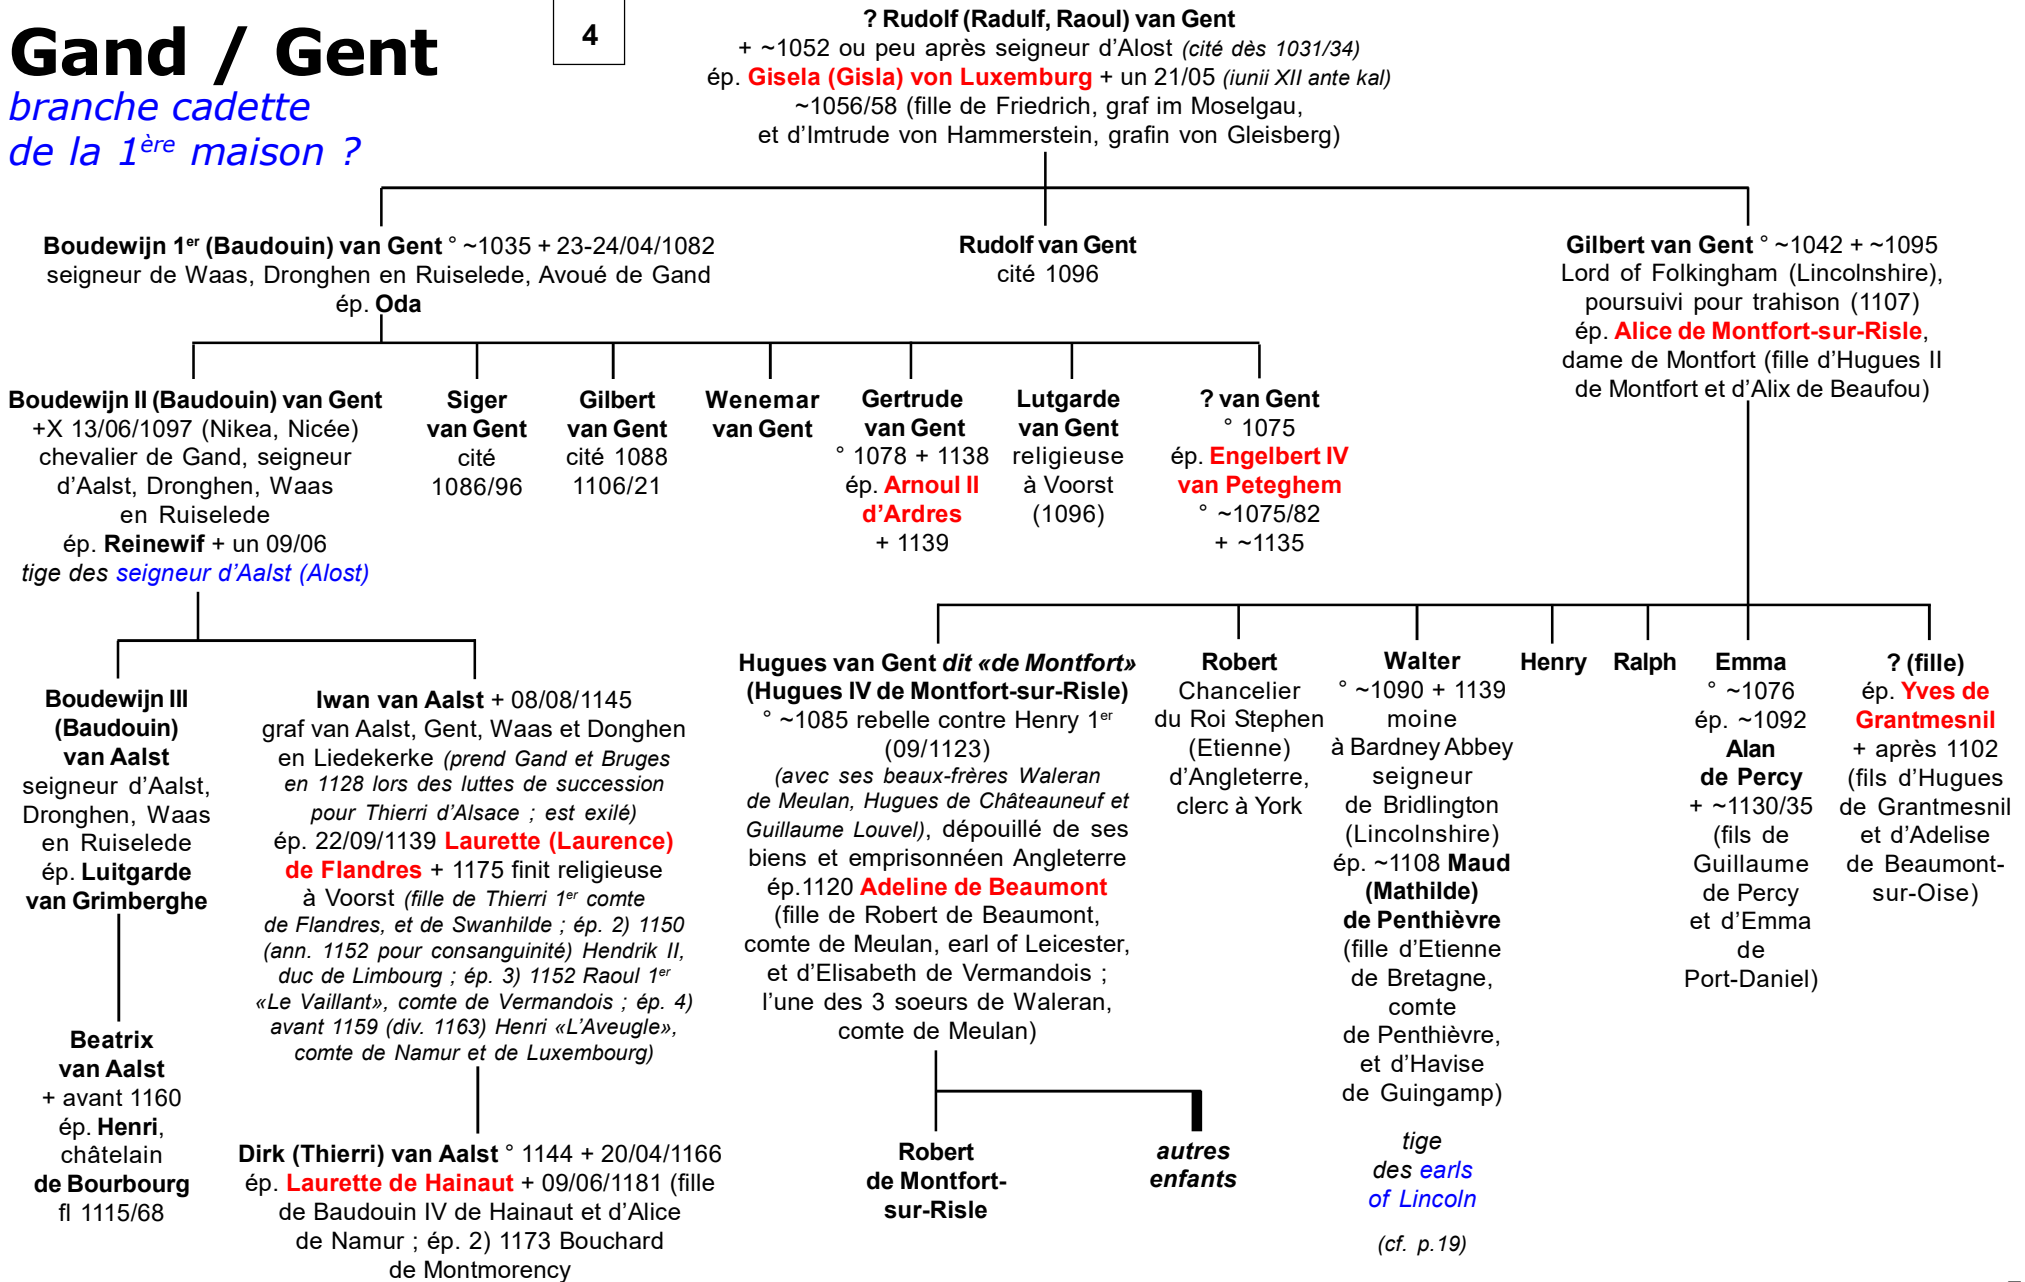 Gand / Gent
branche cadette
de la 1ère maison ?
4
? Rudolf (Radulf, Raoul) van Gent
+ ~1052 ou peu après seigneur d'Alost (cité dès 1031/34)
ép. Gisela (Gisla) von Luxemburg + un 21/05 (iunii XII ante kal)
~1056/58 (fille de Friedrich, graf im Moselgau,
et d'Imtrude von Hammerstein, grafin von Gleisberg)
Boudewijn 1er (Baudouin) van Gent ° ~1035 + 23-24/04/1082
seigneur de Waas, Dronghen en Ruiselede, Avoué de Gand
ép. Oda
Rudolf van Gent
cité 1096
Gilbert van Gent ° ~1042 + ~1095
Lord of Folkingham (Lincolnshire),
poursuivi pour trahison (1107)
ép. Alice de Montfort-sur-Risle,
dame de Montfort (fille d'Hugues II
de Montfort et d'Alix de Beaufou)
Boudewijn II (Baudouin) van Gent
+X 13/06/1097 (Nikea, Nicée)
chevalier de Gand, seigneur
d'Aalst, Dronghen, Waas
en Ruiselede
ép. Reinewif + un 09/06
tige des seigneur d'Aalst (Alost)
Siger
van Gent
cité
1086/96
Gilbert
van Gent
cité 1088
1106/21
Wenemar
van Gent
Gertrude
van Gent
° 1078 + 1138
ép. Arnoul II
d'Ardres
+ 1139
Lutgarde
van Gent
religieuse
à Voorst
(1096)
? van Gent
° 1075
ép. Engelbert IV
van Peteghem
° ~1075/82
+ ~1135
Boudewijn III
(Baudouin)
van Aalst
seigneur d'Aalst,
Dronghen, Waas
en Ruiselede
ép. Luitgarde
van Grimberghe
Iwan van Aalst + 08/08/1145
graf van Aalst, Gent, Waas et Donghen
en Liedekerke (prend Gand et Bruges
en 1128 lors des luttes de succession
pour Thierri d'Alsace ; est exilé)
ép. 22/09/1139 Laurette (Laurence)
de Flandres + 1175 finit religieuse
à Voorst (fille de Thierri 1er comte
de Flandres, et de Swanhilde ; ép. 2) 1150
(ann. 1152 pour consanguinité) Hendrik II,
duc de Limbourg ; ép. 3) 1152 Raoul 1er
«Le Vaillant», comte de Vermandois ; ép. 4)
avant 1159 (div. 1163) Henri «L'Aveugle»,
comte de Namur et de Luxembourg)
Hugues van Gent dit «de Montfort»
(Hugues IV de Montfort-sur-Risle)
° ~1085 rebelle contre Henry 1er
(09/1123)
(avec ses beaux-frères Waleran
de Meulan, Hugues de Châteauneuf et
Guillaume Louvel), dépouillé de ses
biens et emprisonnéen Angleterre
ép.1120 Adeline de Beaumont
(fille de Robert de Beaumont,
comte de Meulan, earl of Leicester,
et d'Elisabeth de Vermandois ;
l'une des 3 soeurs de Waleran,
comte de Meulan)
Robert
Chancelier
du Roi Stephen
(Etienne)
d'Angleterre,
clerc à York
Walter
° ~1090 + 1139
moine
à Bardney Abbey
seigneur
de Bridlington
(Lincolnshire)
ép. ~1108 Maud
(Mathilde)
de Penthièvre
(fille d'Etienne
de Bretagne,
comte
de Penthièvre,
et d'Havise
de Guingamp)
tige
des earls
of Lincoln
(cf. p.19)
Henry
Ralph
Emma
° ~1076
ép. ~1092
Alan
de Percy
+ ~1130/35
(fils de
Guillaume
de Percy
et d'Emma
de
Port-Daniel)
? (fille)
ép. Yves de
Grantmesnil
+ après 1102
(fils d'Hugues
de Grantmesnil
et d'Adelise
de Beaumont-
sur-Oise)
Beatrix
van Aalst
+ avant 1160
ép. Henri,
châtelain
de Bourbourg
fl 1115/68
Dirk (Thierri) van Aalst ° 1144 + 20/04/1166
ép. Laurette de Hainaut + 09/06/1181 (fille
de Baudouin IV de Hainaut et d'Alice
de Namur ; ép. 2) 1173 Bouchard
de Montmorency
Robert
de Montfort-
sur-Risle
autres
enfants